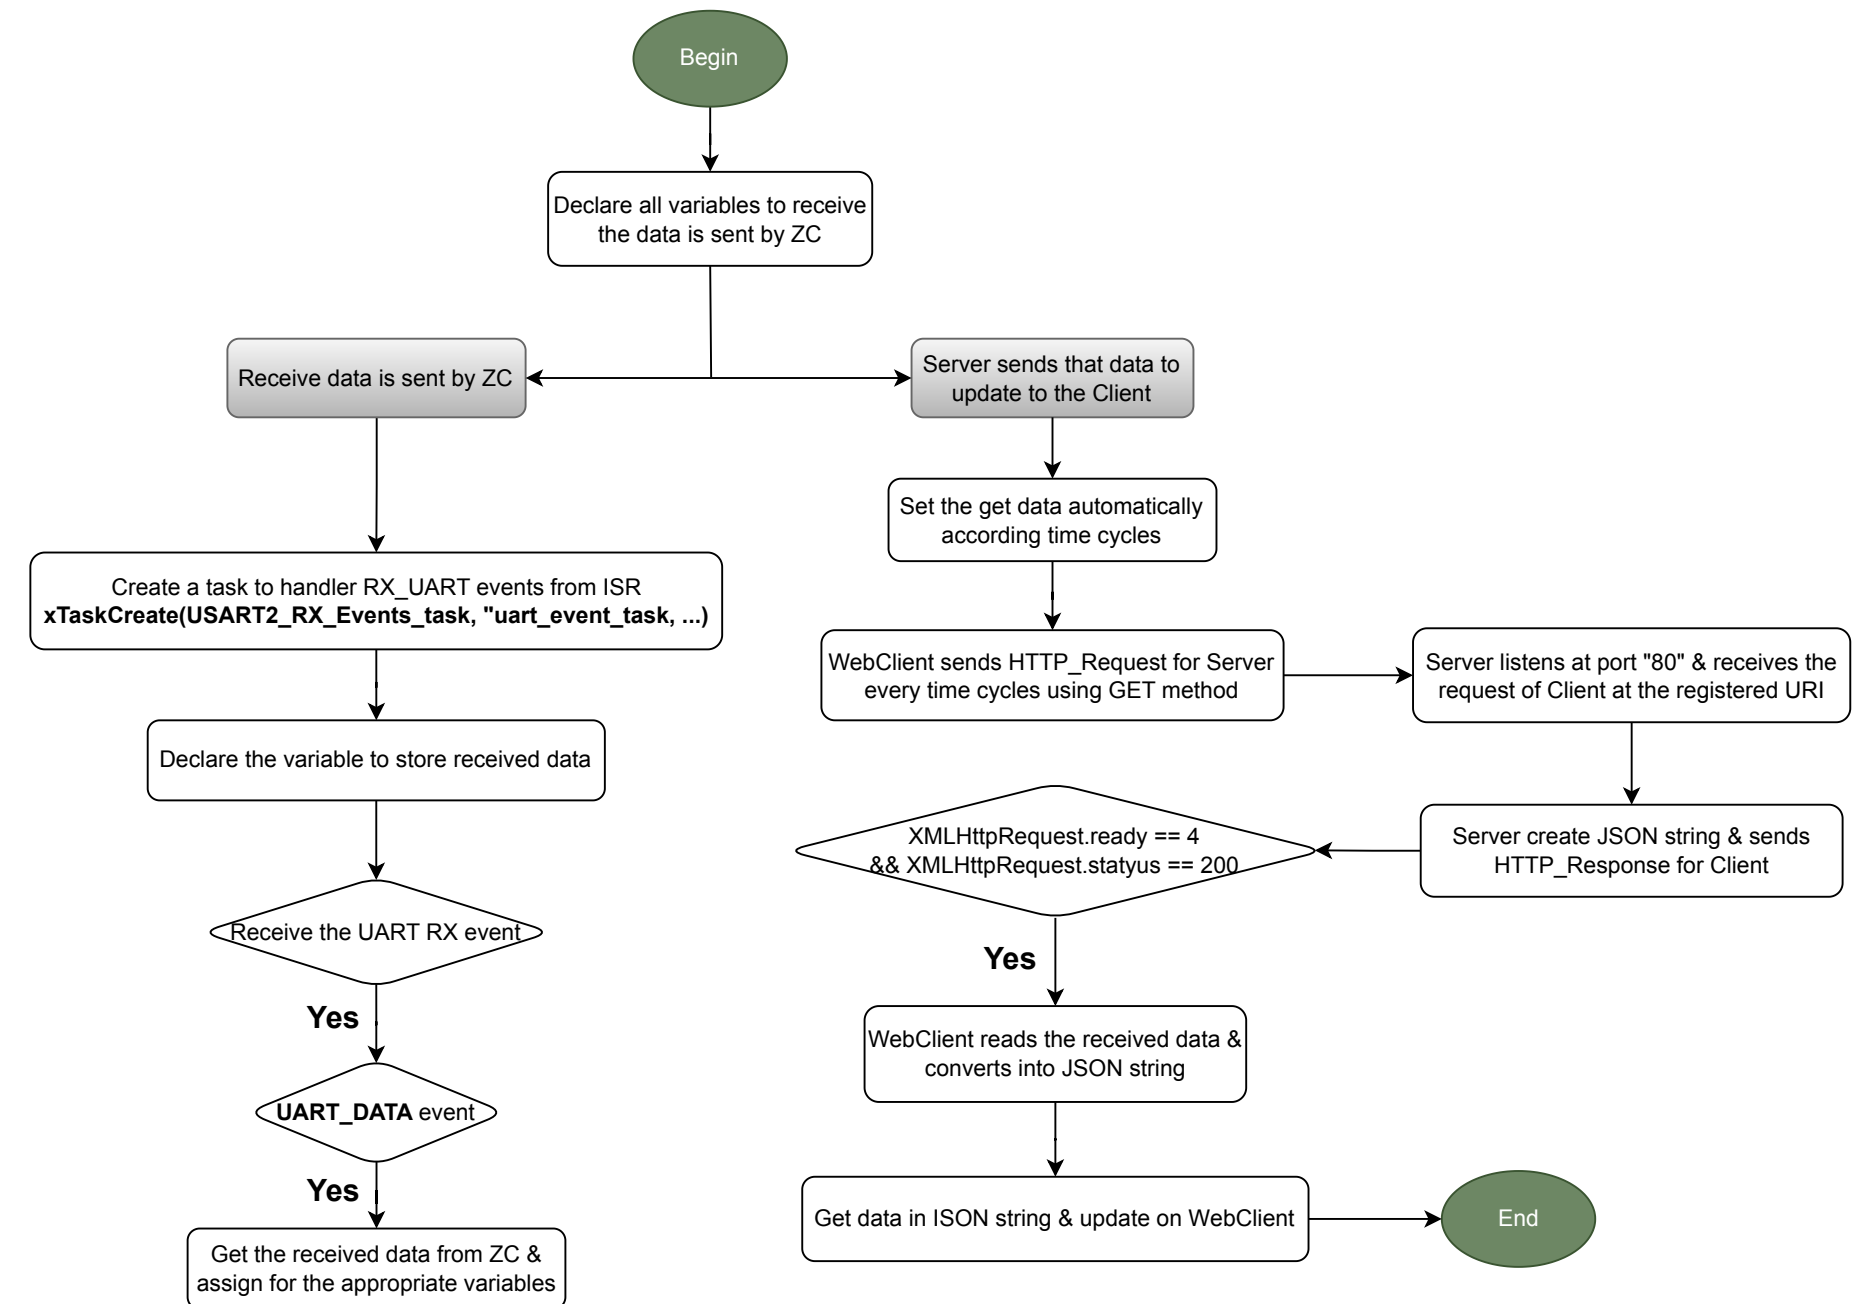 Begin
Declare all variables to receive
the data is sent by ZC
Receive data is sent by ZC
Server sends that data to
update to the Client
Set the get data automatically
according time cycles
Create a task to handler RX_UART events from ISR
xTaskCreate(USART2_RX_Events_task, "uart_event_task, ...)
WebClient sends HTTP_Request for Server
every time cycles using GET method
Server listens at port "80" & receives the
request of Client at the registered URI
Declare the variable to store received data
XMLHttpRequest.ready == 4
&& XMLHttpRequest.statyus == 200
Server create JSON string & sends
HTTP_Response for Client
Receive the UART RX event
Yes
Yes
WebClient reads the received data &
converts into JSON string
UART_DATA event
Yes
Get data in ISON string & update on WebClient
End
Get the received data from ZC &
assign for the appropriate variables